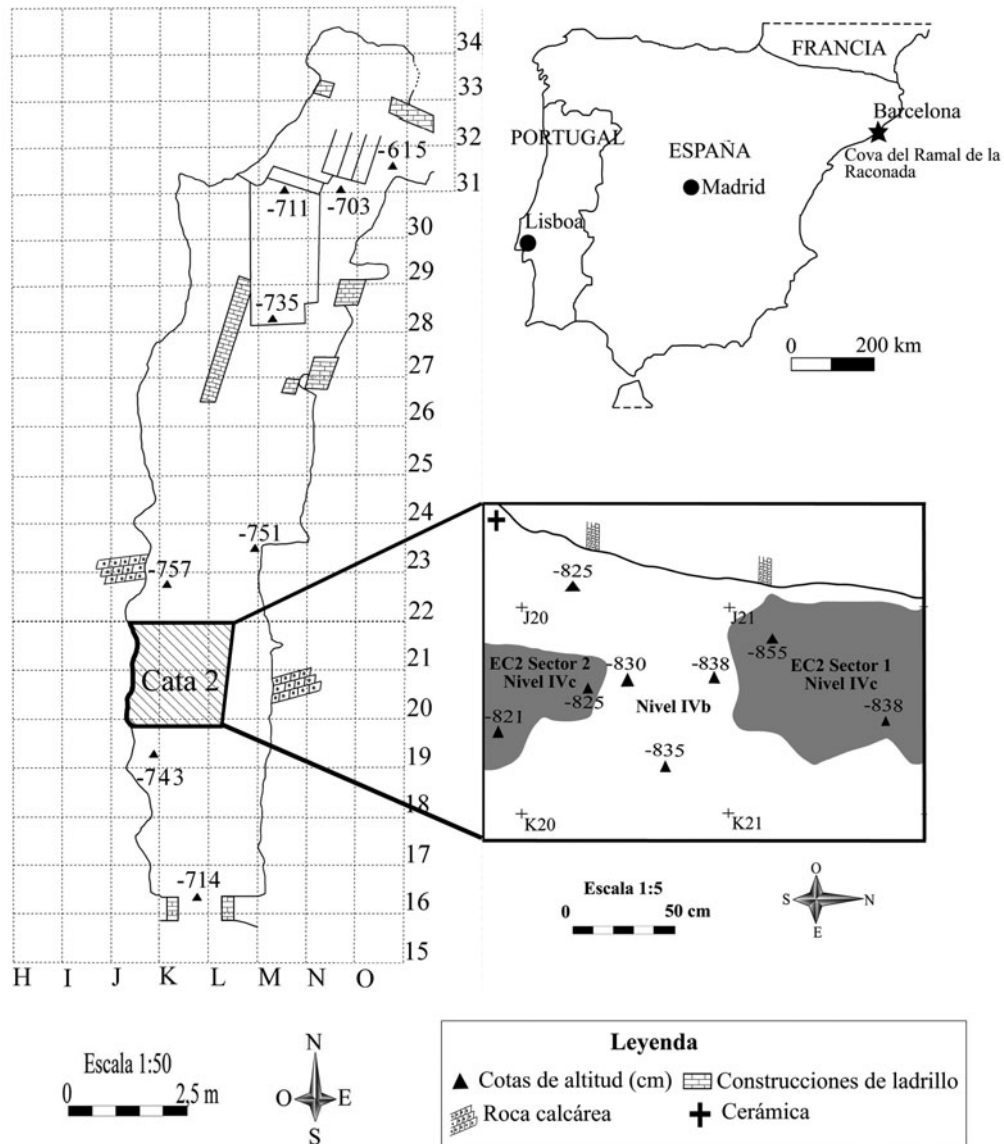 34
33
32
31
30
29
28
27
26
25
24
23
22
21
20
19
18
17
16
15
H I J K L M N O
-615
-711
-703
-735
-751
-757
Cata 2
-743
-714
FRANCIA
Barcelona
PORTUGAL
ESPAÑA
Cova del Ramal de la
Raconada
Madrid
Lisboa
0 200 km
-825
J20
J21
-855
EC2 Sector 2
Nivel IVc
-830
-838
EC2 Sector 1
Nivel IVc
-825
Nivel IVb
-821
-838
-835
K20
K21
Escala 1:5
0 50 cm
O
S N
E
Escala 1:50
0 2,5 m
N
O E
S
Leyenda
Cotas de altitud (cm)
Construcciones de ladrillo
Roca calcárea
Cerámica